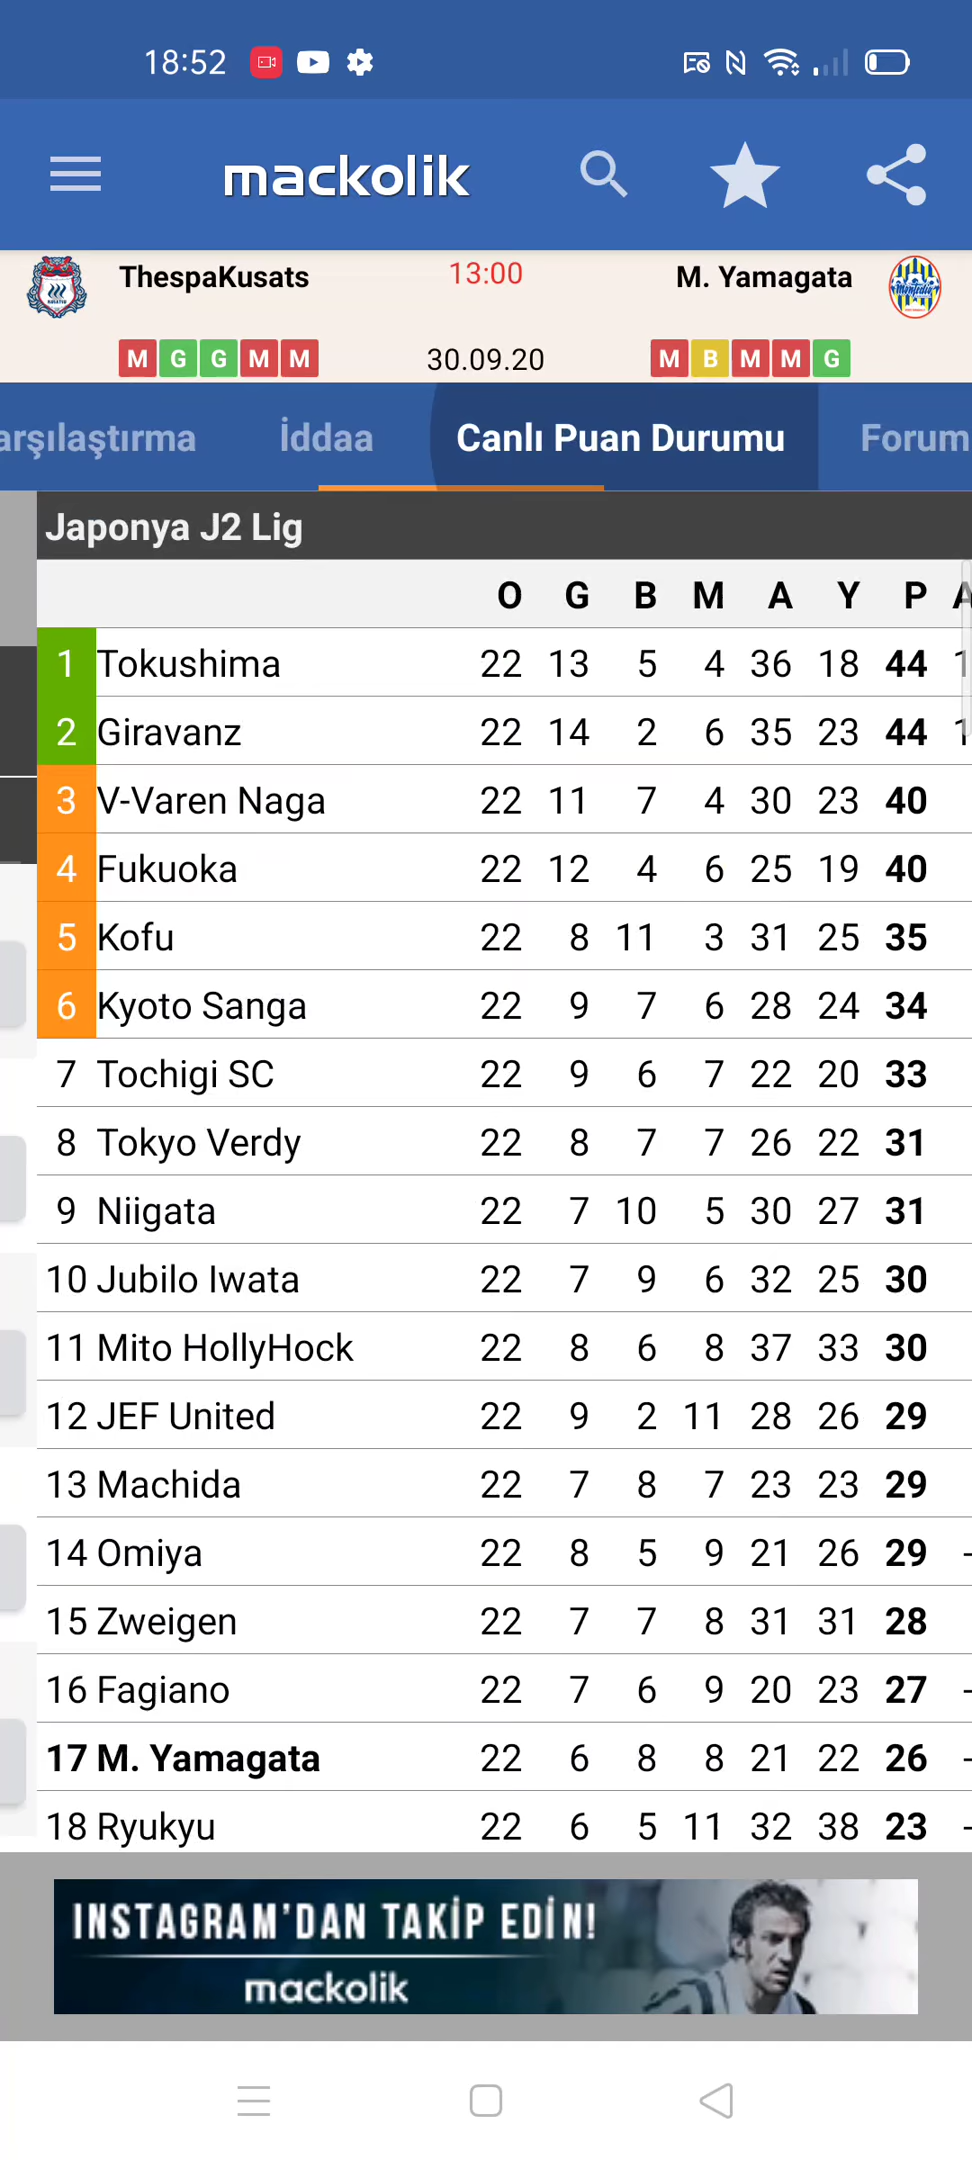 18:52
mackolik
ThespaKusats 13:00 M. Yamagata
M G G M M 30.09.20 M B M M G
arşılaştırma İddaa Canlı Puan Durumu Forum
Japonya J2 Lig
O G B M A Y P A
1 Tokushima 22 13 5 4 36 18 44 1
2 Giravanz 22 14 2 6 35 23 44 1
3 V-Varen Naga 22 11 7 4 30 23 40
4 Fukuoka 22 12 4 6 25 19 40
5 Kofu 22 8 11 3 31 25 35
6 Kyoto Sanga 22 9 7 6 28 24 34
7 Tochigi SC 22 9 6 7 22 20 33
8 Tokyo Verdy 22 8 7 7 26 22 31
9 Niigata 22 7 10 5 30 27 31
10 Jubilo Iwata 22 7 9 6 32 25 30
11 Mito HollyHock 22 8 6 8 37 33 30
12 JEF United 22 9 2 11 28 26 29
13 Machida 22 7 8 7 23 23 29
14 Omiya 22 8 5 9 21 26 29 -
15 Zweigen 22 7 7 8 31 31 28
16 Fagiano 22 7 6 9 20 23 27 -
17 M. Yamagata 22 6 8 8 21 22 26 -
18 Ryukyu 22 6 5 11 32 38 23 -
INSTAGRAM'DAN TAKİP EDİN!
mackolik